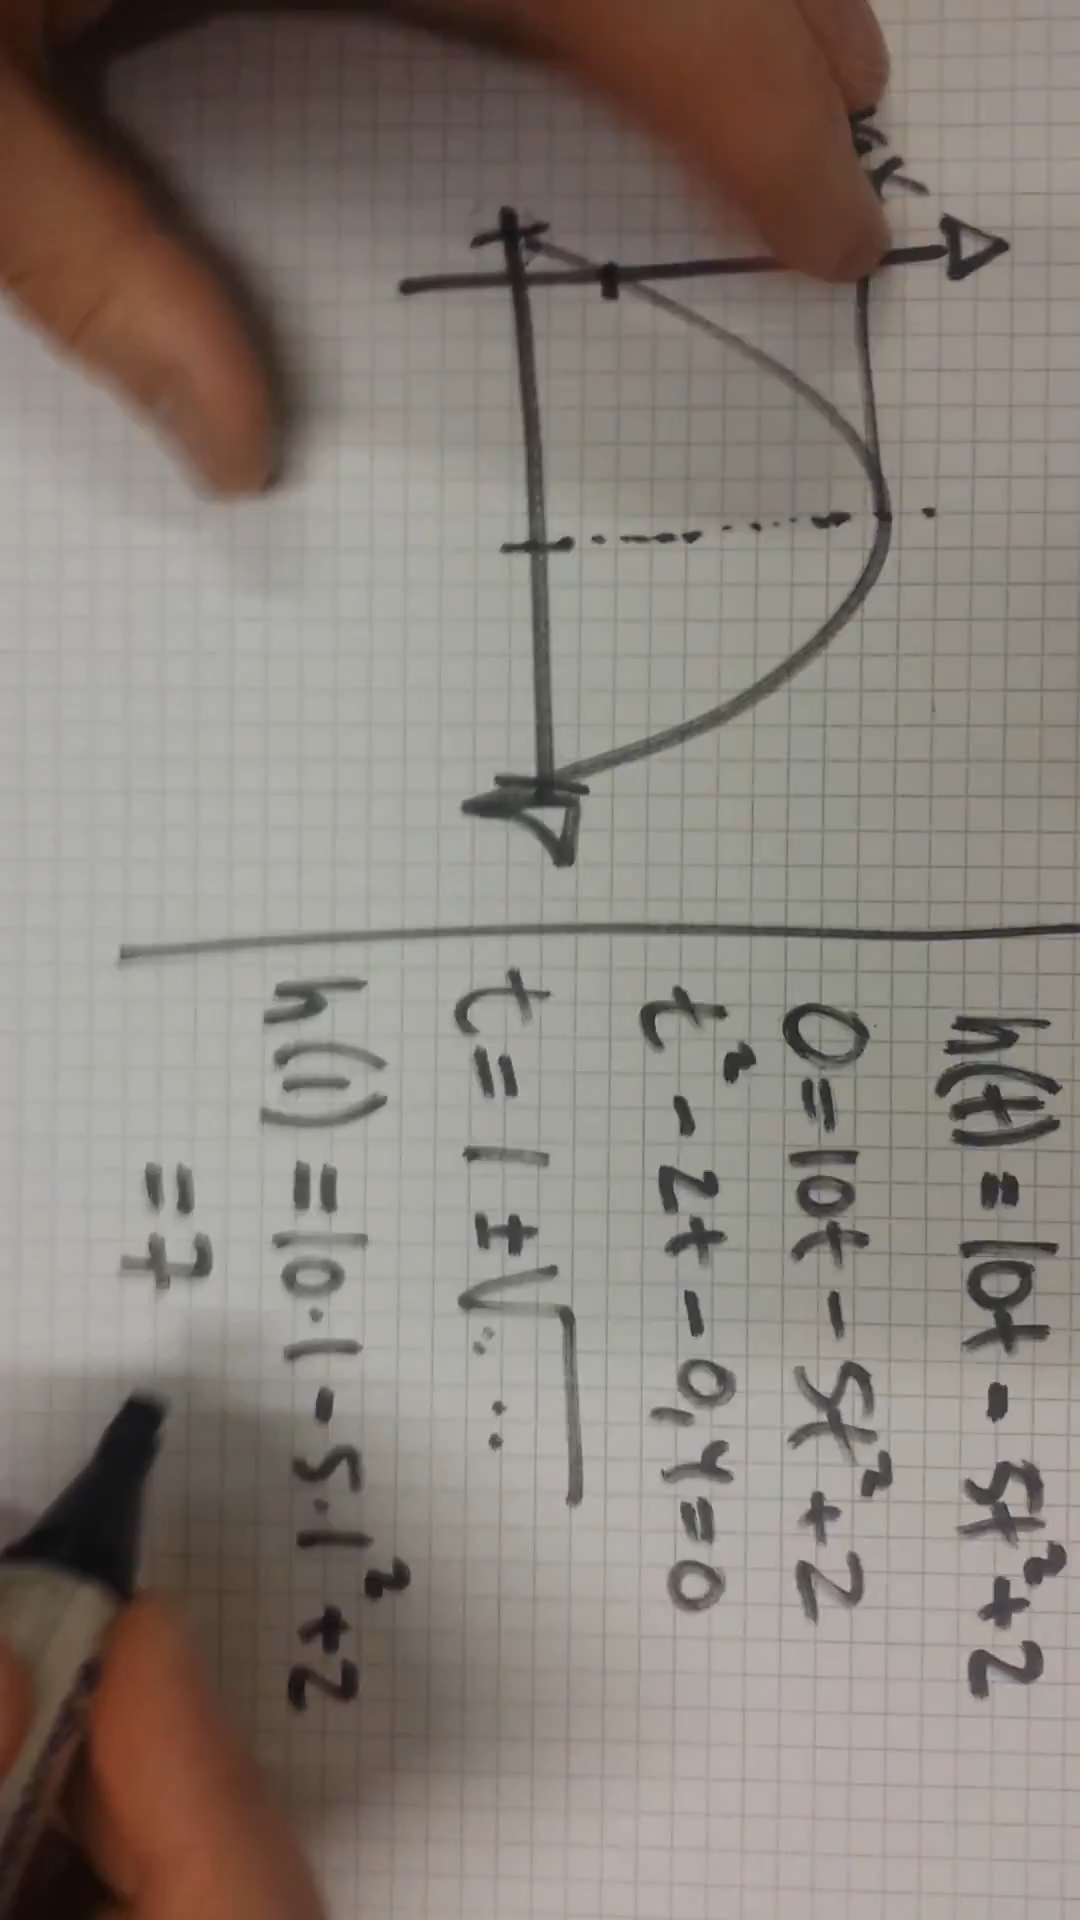 h(t) = 10t - 5t² + 2
0 = 10t - 5t² + 2
t² - 2t - 0,4 = 0
t = 1 ± √.. ..
h(1) = 10·1 - 5·1² + 2
= 7